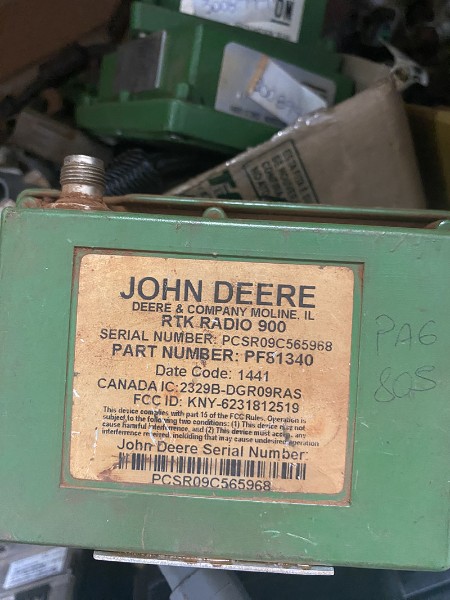 JOHN DEERE
DEERE & COMPANY MOLINE, IL
RTK RADIO 900
SERIAL NUMBER: PCSR09C565968
PART NUMBER: PF81340
Date Code: 1441
CANADA IC: 2329B-DGR09RAS
FCC ID: KNY-6231812519
This device complies with part 15 of the FCC Rules. Operation is
subject to the following two conditions: (1) This device may not
cause harmful interference, and (2) This device must accept any
interference received, including that may cause undesired operation
John Deere Serial Number:
PCSR09C565968
PA6
805